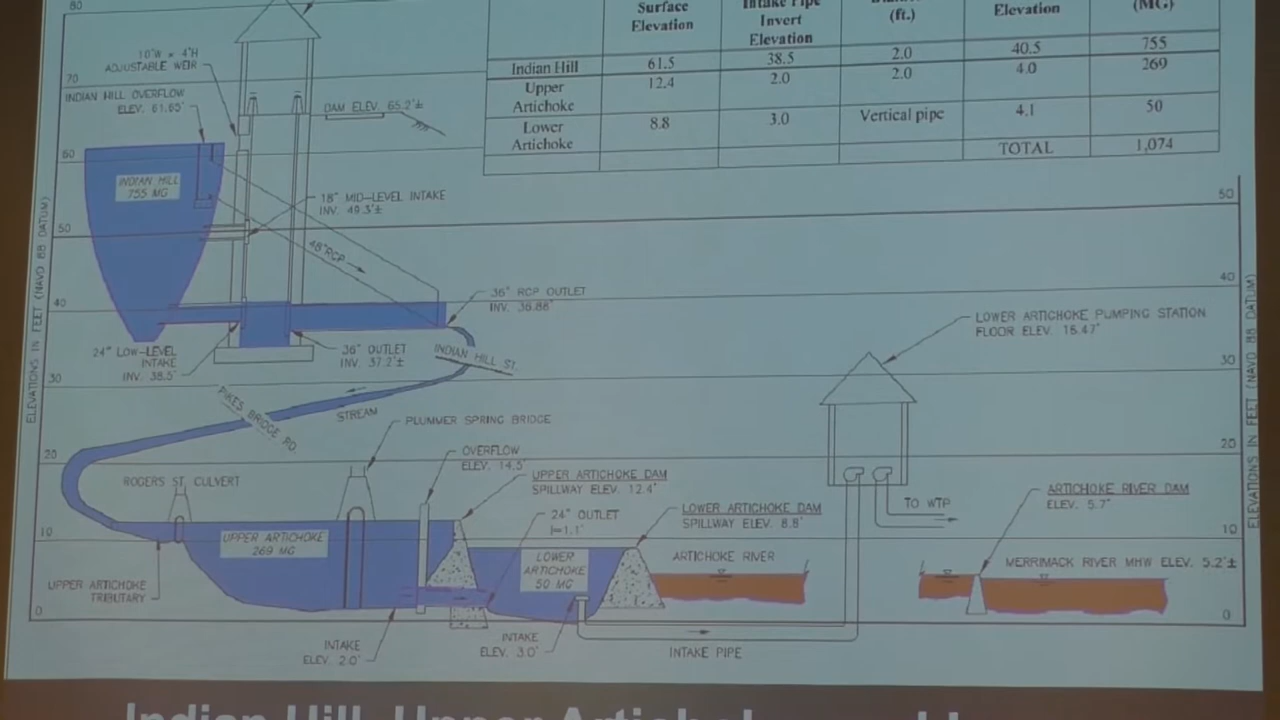 80
Surface
Elevation
Intake Pipe
Invert
Elevation
(ft.)
Elevation
(MG)
Indian Hill 61.5 38.5 2.0 40.5 755
Upper
Artichoke 12.4 2.0 2.0 4.0 269
Lower
Artichoke 8.8 3.0 Vertical pipe 4.1 50
TOTAL 1,074
10'W × 4'H
ADJUSTABLE WEIR
70
INDIAN HILL OVERFLOW
ELEV. 61.65'
DAM ELEV. 65.2'±
60
INDIAN HILL
755 MG
18" MID-LEVEL INTAKE
INV. 49.3'±
50
50
48"RCP
40
40
36" RCP OUTLET
INV. 36.88'
24" LOW-LEVEL
INTAKE
INV. 38.5'
36" OUTLET
INV. 37.2'±
INDIAN HILL ST.
LOWER ARTICHOKE PUMPING STATION
FLOOR ELEV. 16.47'
30
30
PIKES BRIDGE RD
STREAM
PLUMMER SPRING BRIDGE
20
20
OVERFLOW
ELEV. 14.5'
ROGERS ST. CULVERT
UPPER ARTICHOKE DAM
SPILLWAY ELEV. 12.4'
TO WTP
ARTICHOKE RIVER DAM
ELEV. 5.7'
24" OUTLET
I=1.1'
LOWER ARTICHOKE DAM
SPILLWAY ELEV. 8.8'
10
10
UPPER ARTICHOKE
269 MG
LOWER
ARTICHOKE
50 MG
ARTICHOKE RIVER
MERRIMACK RIVER MHW ELEV. 5.2'±
UPPER ARTICHOKE
TRIBUTARY
0
0
INTAKE
ELEV. 2.0'
INTAKE
ELEV. 3.0'
INTAKE PIPE
ELEVATIONS IN FEET (NAVD 88 DATUM)
ELEVATIONS IN FEET (NAVD 88 DATUM)
Indian Hill, Upper